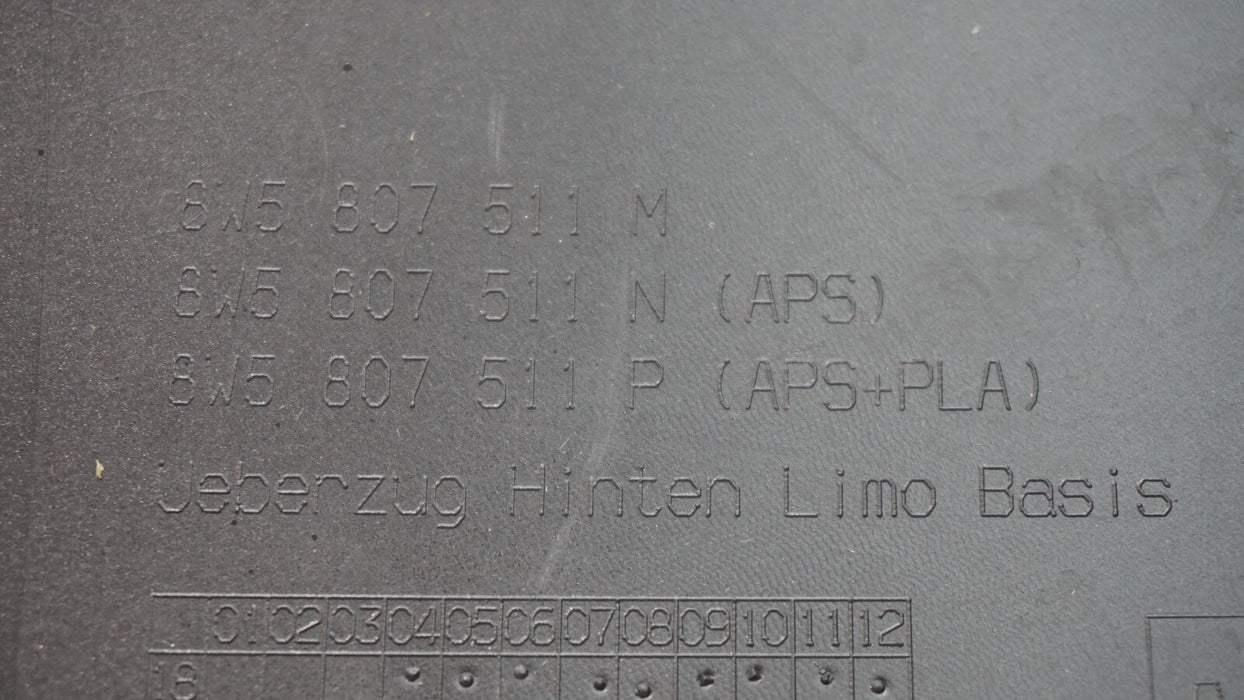 8W5 807 511 M
8W5 807 511 N (APS)
8W5 807 511 P (APS+PLA)
Ueberzug Hinten Limo Basis
01 02 03 04 05 06 07 08 09 10 11 12
18